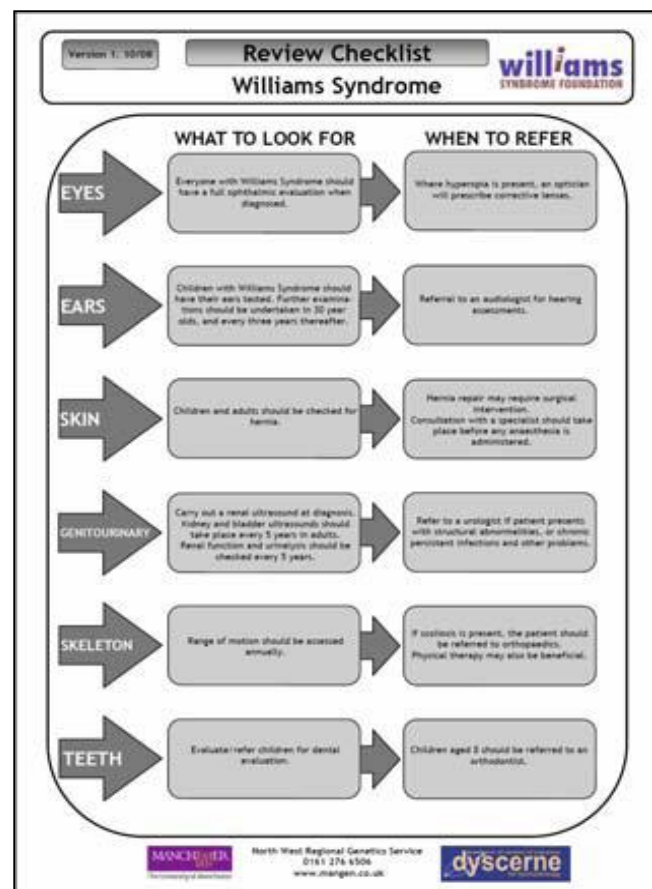 Version 1. 10/08
Review Checklist
Williams Syndrome
williams
SYNDROME FOUNDATION
WHAT TO LOOK FOR
WHEN TO REFER
EYES
Everyone with Williams Syndrome should
have a full ophthalmic evaluation when
diagnosed.
Where hyperopia is present, an optician
will prescribe corrective lenses.
EARS
Children with Williams Syndrome should
have their ears tested. Further examina-
tions should be undertaken in 30 year
olds, and every three years thereafter.
Referral to an audiologist for hearing
assessments.
SKIN
Children and adults should be checked for
hernia.
Hernia repair may require surgical
intervention.
Consultation with a specialist should take
place before any anaesthesia is
administered.
GENITOURINARY
Carry out a renal ultrasound at diagnosis.
Kidney and bladder ultrasounds should
take place every 5 years in adults.
Renal function and urinalysis should be
checked every 5 years.
Refer to a urologist if patient presents
with structural abnormalities, or chronic
persistent infections and other problems.
SKELETON
Range of motion should be assessed
annually.
If scoliosis is present, the patient should
be referred to orthopaedics.
Physical therapy may also be beneficial.
TEETH
Evaluate/refer children for dental
evaluation.
Children aged 8 should be referred to an
orthodontist.
MANCHESTER
1824
The University of Manchester
North West Regional Genetics Service
0161 276 6506
www.mangen.co.uk
dyscerne